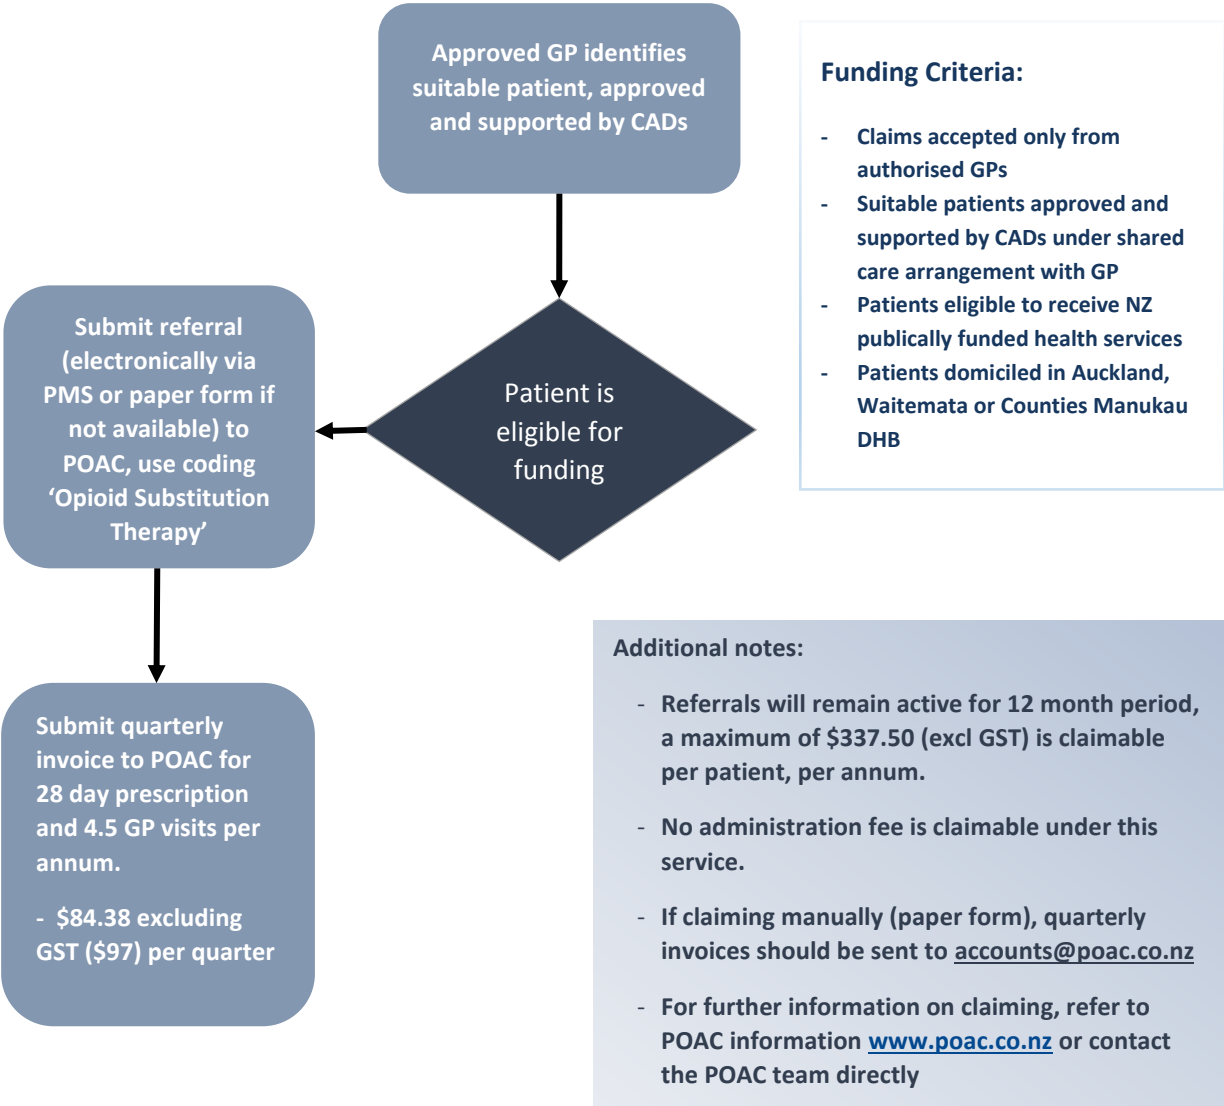 Approved GP identifies
suitable patient, approved
and supported by CADs
Funding Criteria:
- Claims accepted only from
authorised GPs
- Suitable patients approved and
supported by CADs under shared
care arrangement with GP
- Patients eligible to receive NZ
publically funded health services
- Patients domiciled in Auckland,
Waitemata or Counties Manukau
DHB
Patient is
eligible for
funding
Submit referral
(electronically via
PMS or paper form if
not available) to
POAC, use coding
‘Opioid Substitution
Therapy’
Submit quarterly
invoice to POAC for
28 day prescription
and 4.5 GP visits per
annum.
- $84.38 excluding
GST ($97) per quarter
Additional notes:
- Referrals will remain active for 12 month period,
a maximum of $337.50 (excl GST) is claimable
per patient, per annum.
- No administration fee is claimable under this
service.
- If claiming manually (paper form), quarterly
invoices should be sent to accounts@poac.co.nz
- For further information on claiming, refer to
POAC information www.poac.co.nz or contact
the POAC team directly